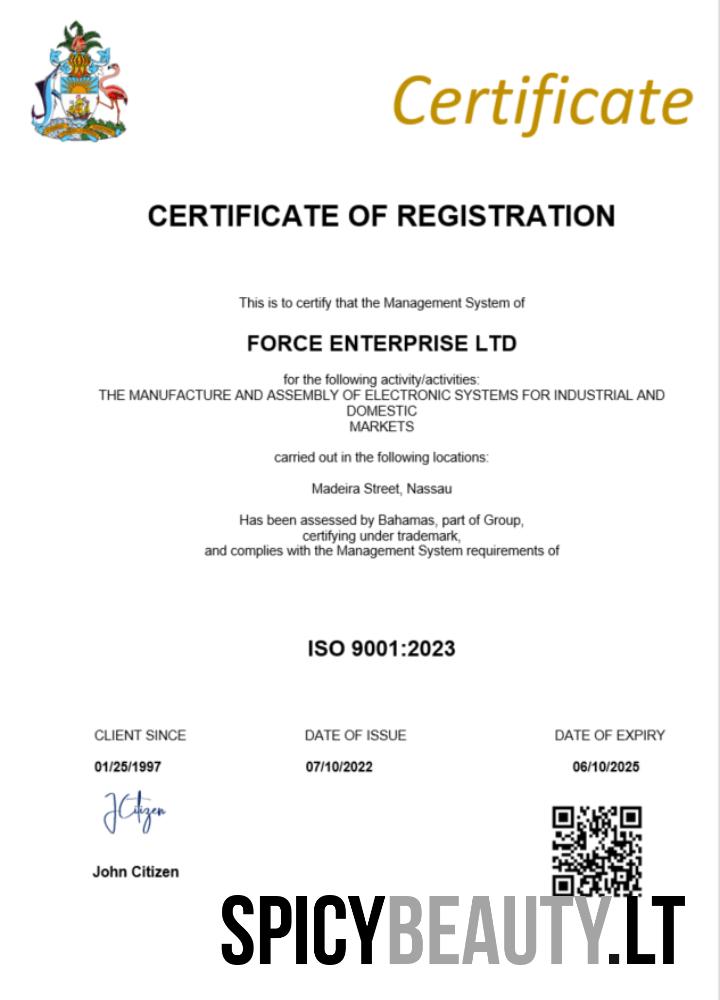 Certificate
CERTIFICATE OF REGISTRATION
This is to certify that the Management System of
FORCE ENTERPRISE LTD
for the following activity/activities:
THE MANUFACTURE AND ASSEMBLY OF ELECTRONIC SYSTEMS FOR INDUSTRIAL AND
DOMESTIC
MARKETS
carried out in the following locations:
Madeira Street, Nassau
Has been assessed by Bahamas, part of Group,
certifying under trademark,
and complies with the Management System requirements of
ISO 9001:2023
CLIENT SINCE DATE OF ISSUE DATE OF EXPIRY
01/25/1997 07/10/2022 06/10/2025
JCitizen
John Citizen
SPICYBEAUTY.LT